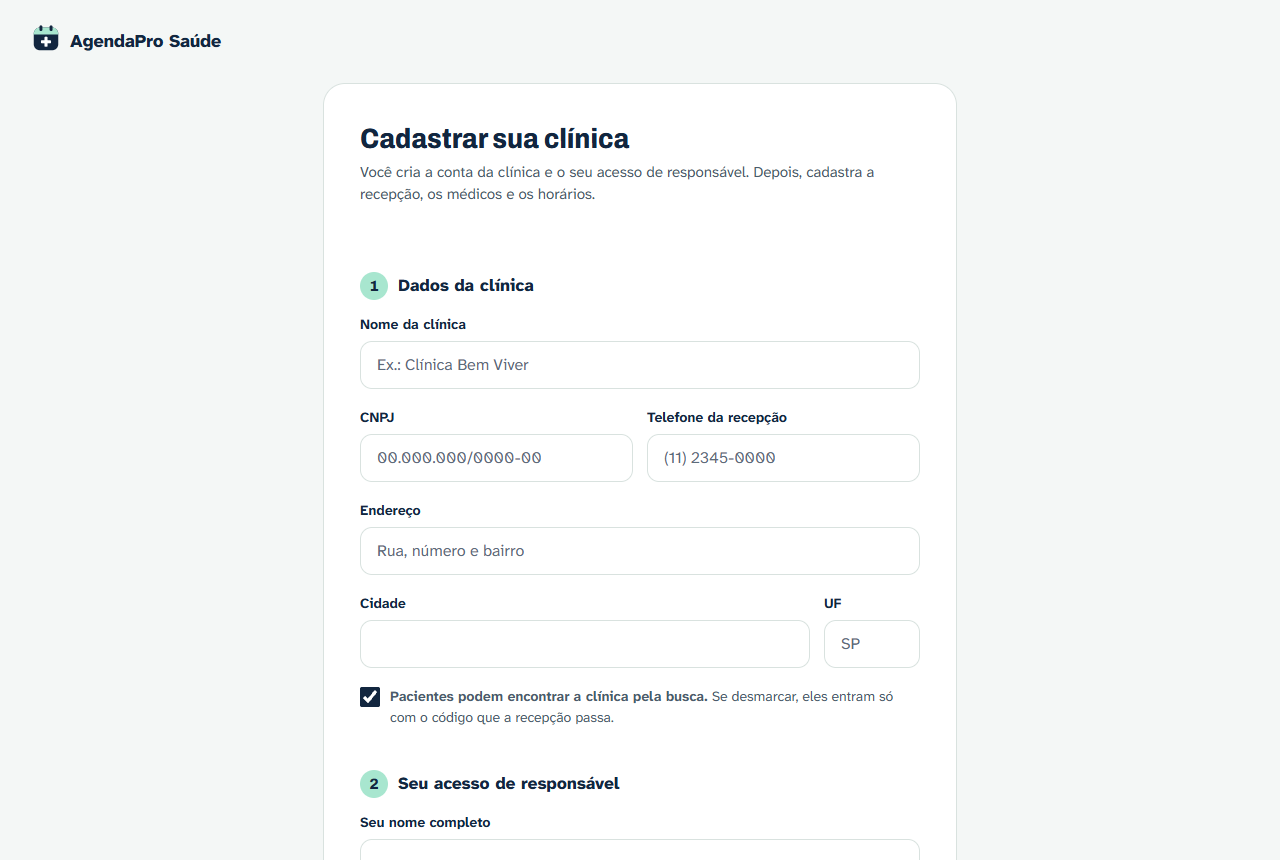 AgendaPro Saúde
Cadastrar sua clínica
Você cria a conta da clínica e o seu acesso de responsável. Depois, cadastra a
recepção, os médicos e os horários.
1 Dados da clínica
Nome da clínica
Ex.: Clínica Bem Viver
CNPJ Telefone da recepção
00.000.000/0000-00 (11) 2345-0000
Endereço
Rua, número e bairro
Cidade UF
SP
Pacientes podem encontrar a clínica pela busca. Se desmarcar, eles entram só
com o código que a recepção passa.
2 Seu acesso de responsável
Seu nome completo